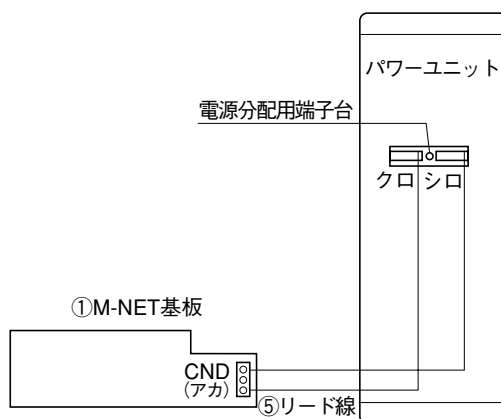 パワーユニット
電源分配用端子台
クロ シロ
①M-NET基板
CND
(アカ)
⑤リード線